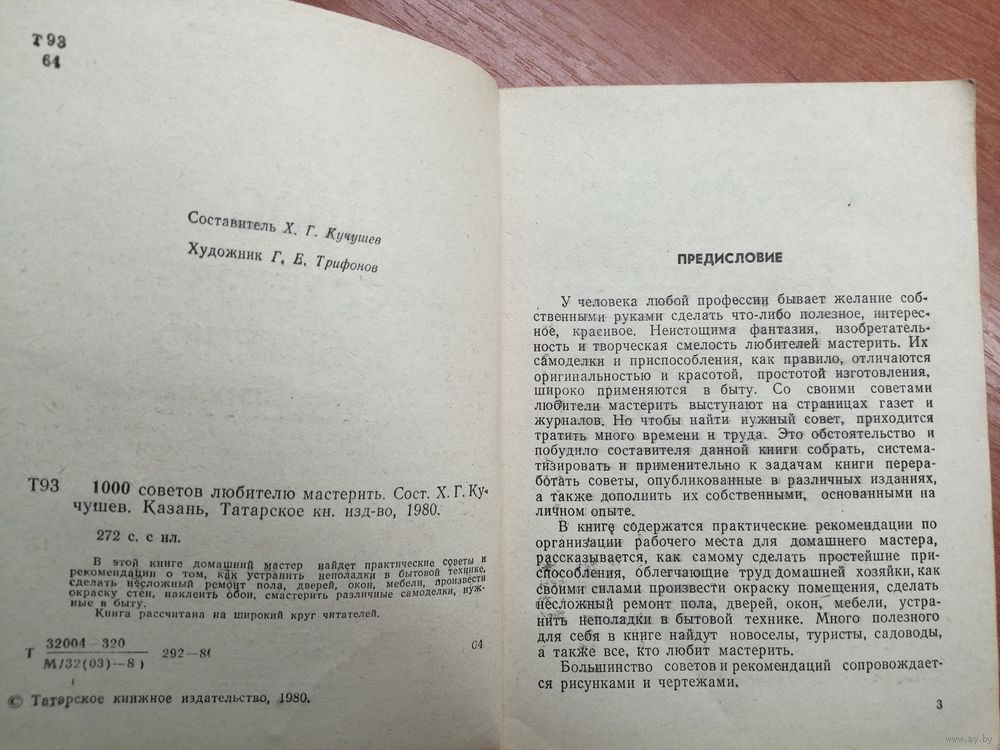 Т93
64
Составитель Х. Г. Кучушев
Художник Г. Е. Трифонов
Т93 1000 советов любителю мастерить. Сост. Х. Г. Ку-
чушев. Казань, Татарское кн. изд-во, 1980.
272 с. с ил.
В этой книге домашний мастер найдет практические советы и
рекомендации о том, как устранить неполадки в бытовой технике,
сделать несложный ремонт пола, дверей, окон, мебели, произвести
окраску стен, наклеить обои, смастерить различные самоделки, нуж-
ные в быту.
Книга рассчитана на широкий круг читателей.
32004—320
Т 292—80
М132(03)—8
64
© Татарское книжное издательство, 1980.
ПРЕДИСЛОВИЕ
У человека любой профессии бывает желание соб-
ственными руками сделать что-либо полезное, интерес-
ное, красивое. Неистощима фантазия, изобретатель-
ность и творческая смелость любителей мастерить. Их
самоделки и приспособления, как правило, отличаются
оригинальностью и красотой, простотой изготовления,
широко применяются в быту. Со своими советами
любители мастерить выступают на страницах газет и
журналов. Но чтобы найти нужный совет, приходится
тратить много времени и труда. Это обстоятельство и
побудило составителя данной книги собрать, система-
тизировать и применительно к задачам книги перера-
ботать советы, опубликованные в различных изданиях,
а также дополнить их собственными, основанными на
личном опыте.
В книге содержатся практические рекомендации по
организации рабочего места для домашнего мастера,
рассказывается, как самому сделать простейшие при-
способления, облегчающие труд домашней хозяйки, как
своими силами произвести окраску помещения, сделать
несложный ремонт пола, дверей, окон, мебели, устра-
нить неполадки в бытовой технике. Много полезного
для себя в книге найдут новоселы, туристы, садоводы,
а также все, кто любит мастерить.
Большинство советов и рекомендаций сопровождает-
ся рисунками и чертежами.
3
www.ay.by